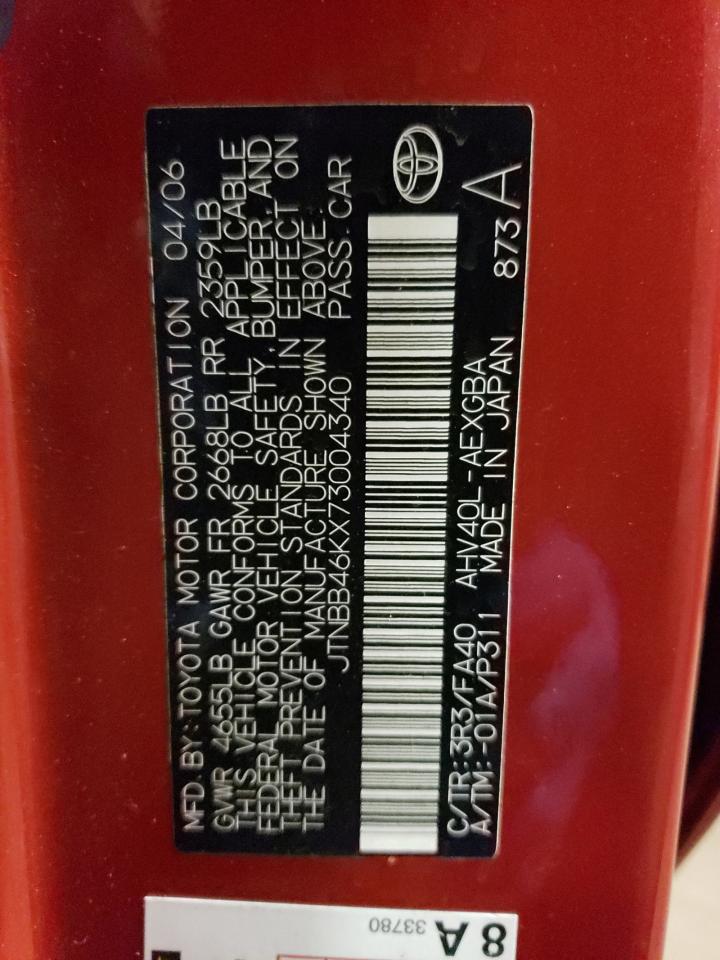 MFD. BY: TOYOTA MOTOR CORPORATION 04/06
GVWR 4655LB GAWR FR 2668LB RR 2359LB
THIS VEHICLE CONFORMS TO ALL APPLICABLE
FEDERAL MOTOR VEHICLE SAFETY, BUMPER, AND
THEFT PREVENTION STANDARDS IN EFFECT ON
THE DATE OF MANUFACTURE SHOWN ABOVE.
JTNBB46KX73004340 PASS. CAR
C/TR: 3R3/FA40 AHV40L-AEXGBA
A/TM: -01A/P311 MADE IN JAPAN 873 A
8 A
33780